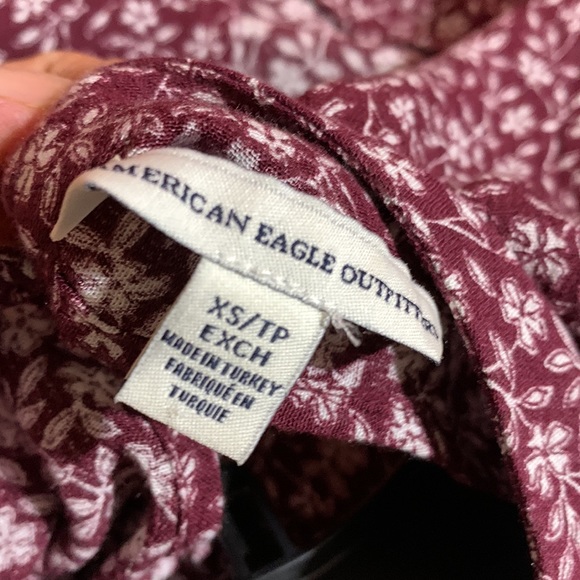 AMERICAN EAGLE OUTFITTERS
XS/TP
EXCH
MADE IN TURKEY
FABRIQUÉ EN
TURQUIE